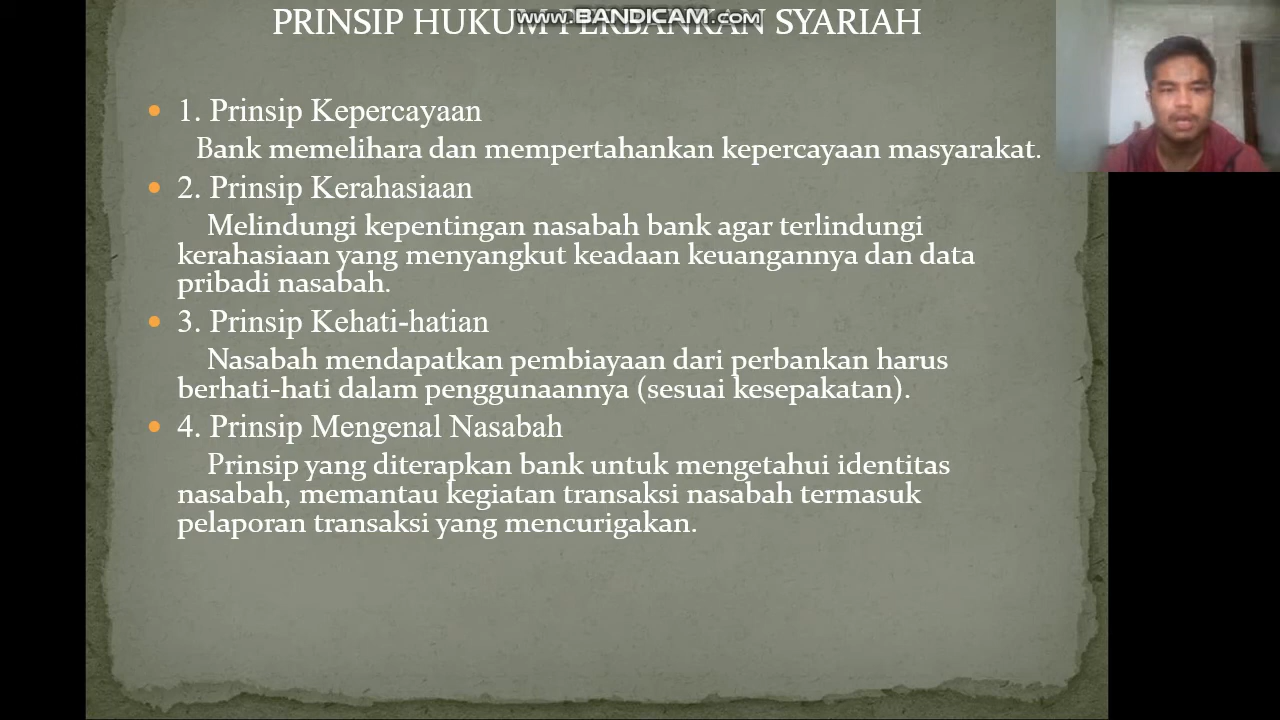 www.BANDICAM.com
PRINSIP HUKUM PERBANKAN SYARIAH
1. Prinsip Kepercayaan
Bank memelihara dan mempertahankan kepercayaan masyarakat.
2. Prinsip Kerahasiaan
Melindungi kepentingan nasabah bank agar terlindungi
kerahasiaan yang menyangkut keadaan keuangannya dan data
pribadi nasabah.
3. Prinsip Kehati-hatian
Nasabah mendapatkan pembiayaan dari perbankan harus
berhati-hati dalam penggunaannya (sesuai kesepakatan).
4. Prinsip Mengenal Nasabah
Prinsip yang diterapkan bank untuk mengetahui identitas
nasabah, memantau kegiatan transaksi nasabah termasuk
pelaporan transaksi yang mencurigakan.